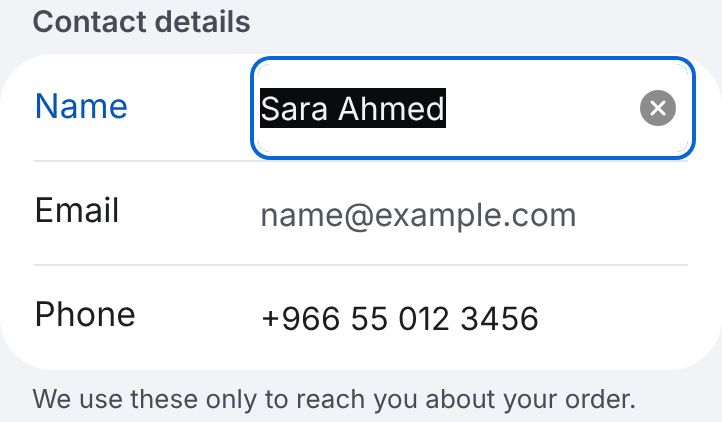 Contact details
Name Sara Ahmed
Email name@example.com
Phone +966 55 012 3456
We use these only to reach you about your order.